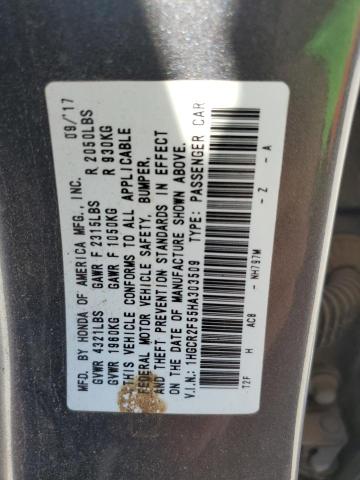 MFD. BY HONDA OF AMERICA MFG., INC. 09/17
GVWR 4321LBS GAWR F 2315LBS R 2050LBS
GVWR 1960KG GAWR F 1050KG R 930KG
THIS VEHICLE CONFORMS TO ALL APPLICABLE
FEDERAL MOTOR VEHICLE SAFETY, BUMPER,
AND THEFT PREVENTION STANDARDS IN EFFECT
ON THE DATE OF MANUFACTURE SHOWN ABOVE.
V.I.N.: 1HGCR2F55HA303509 TYPE: PASSENGER CAR
T2F H AC8 - NH797M - Z - A